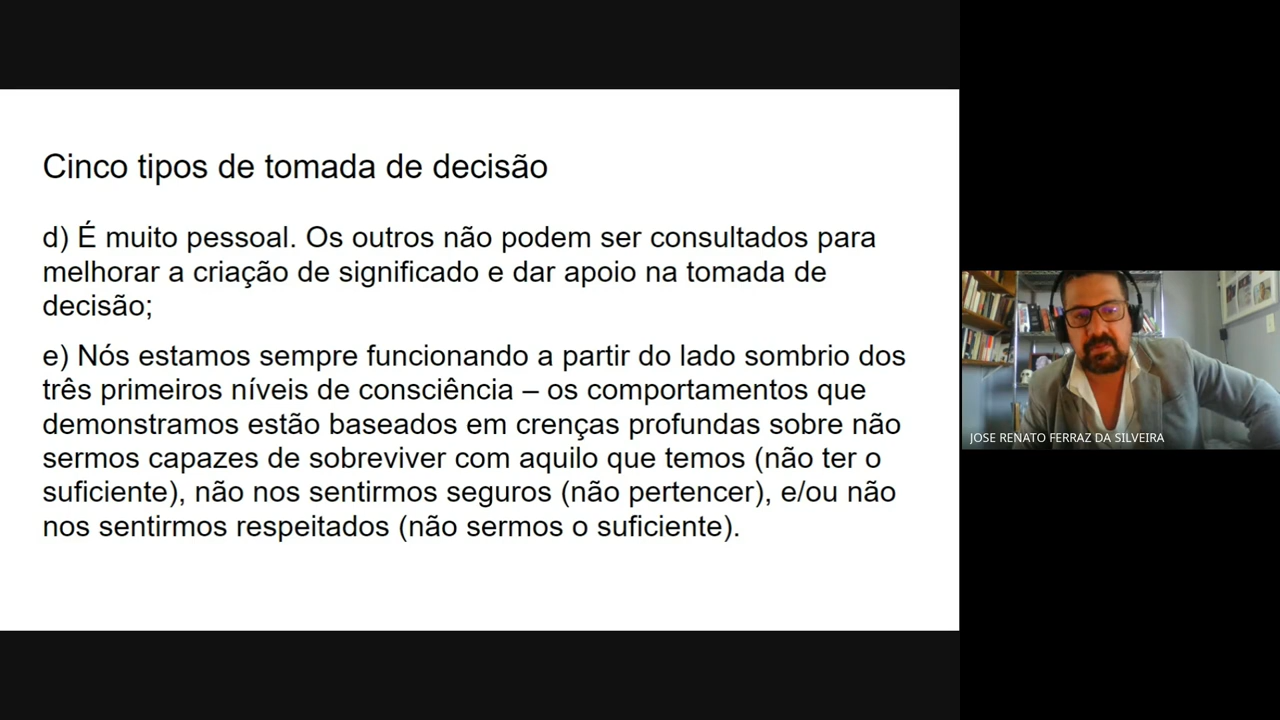 Cinco tipos de tomada de decisão
d) É muito pessoal. Os outros não podem ser consultados para
melhorar a criação de significado e dar apoio na tomada de
decisão;
e) Nós estamos sempre funcionando a partir do lado sombrio dos
três primeiros níveis de consciência – os comportamentos que
demonstramos estão baseados em crenças profundas sobre não
sermos capazes de sobreviver com aquilo que temos (não ter o
suficiente), não nos sentirmos seguros (não pertencer), e/ou não
nos sentirmos respeitados (não sermos o suficiente).
JOSE RENATO FERRAZ DA SILVEIRA